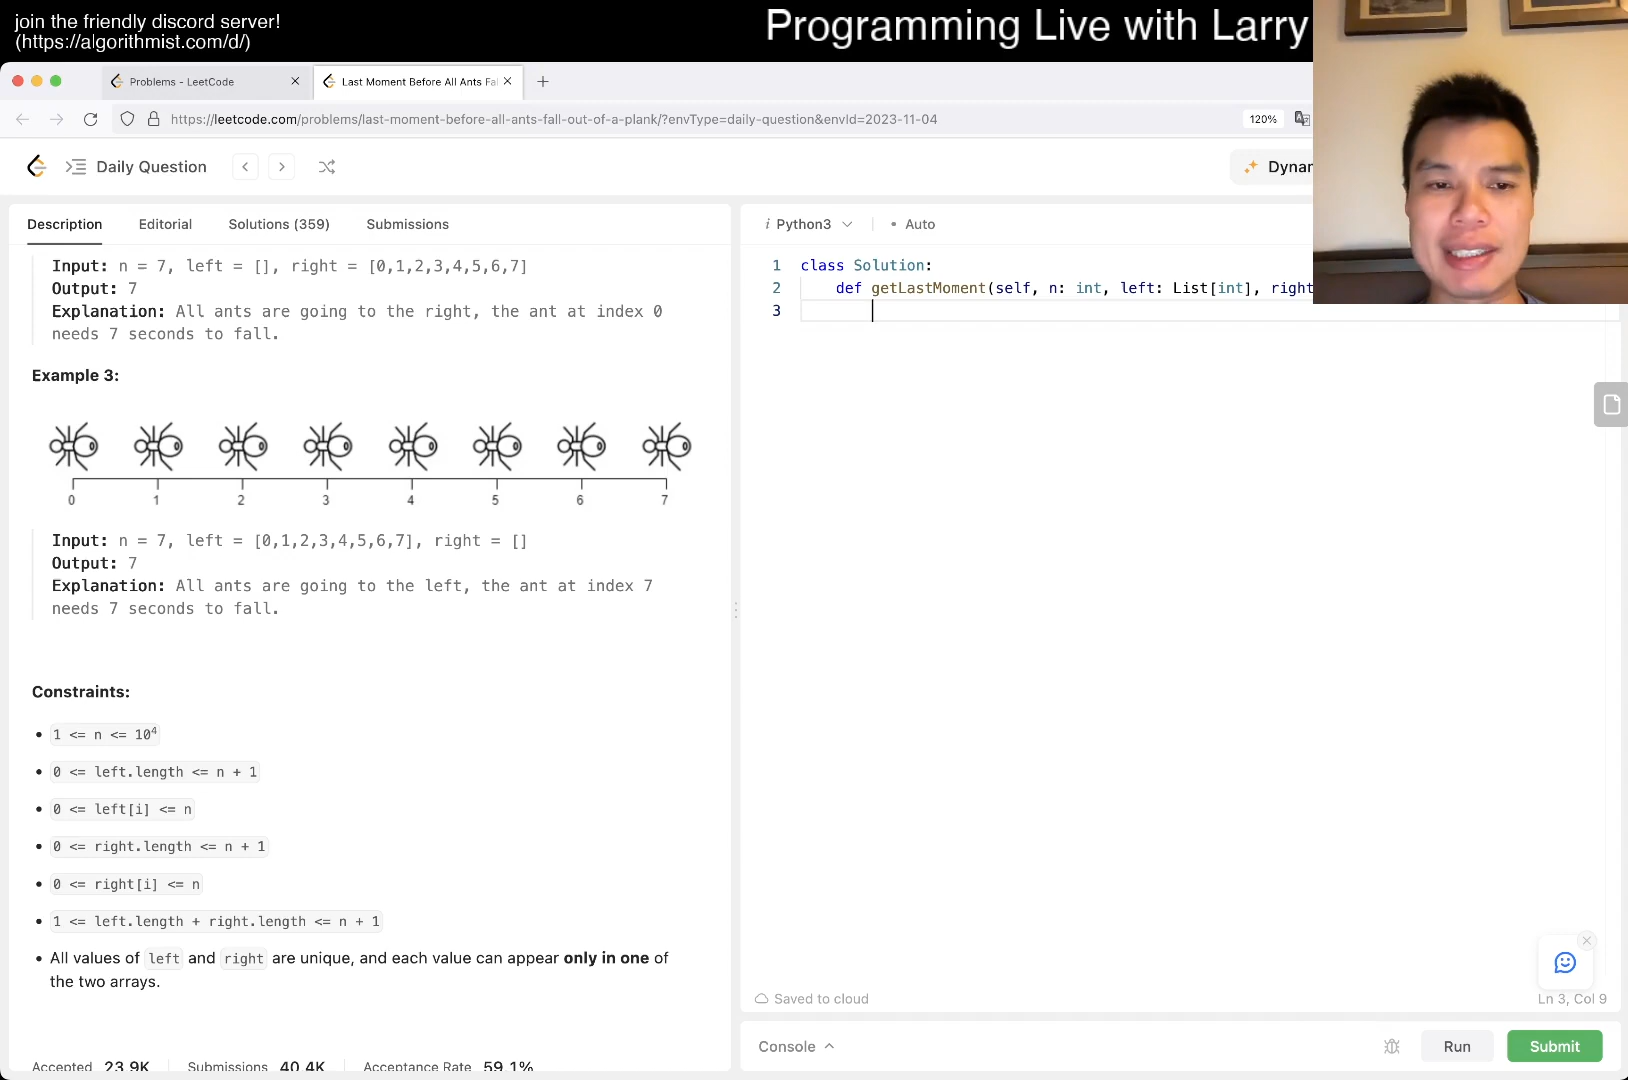 join the friendly discord server!
(https://algorithmist.com/d/)
Programming Live with Larry
Problems - LeetCode
Last Moment Before All Ants Fal
https://leetcode.com/problems/last-moment-before-all-ants-fall-out-of-a-plank/?envType=daily-question&envId=2023-11-04
120%
Daily Question
Dynam
Description
Editorial
Solutions (359)
Submissions
Input: n = 7, left = [], right = [0,1,2,3,4,5,6,7]
Output: 7
Explanation: All ants are going to the right, the ant at index 0
needs 7 seconds to fall.
Example 3:
0 1 2 3 4 5 6 7
Input: n = 7, left = [0,1,2,3,4,5,6,7], right = []
Output: 7
Explanation: All ants are going to the left, the ant at index 7
needs 7 seconds to fall.
Constraints:
• 1 <= n <= 10⁴
• 0 <= left.length <= n + 1
• 0 <= left[i] <= n
• 0 <= right.length <= n + 1
• 0 <= right[i] <= n
• 1 <= left.length + right.length <= n + 1
• All values of left and right are unique, and each value can appear only in one of
the two arrays.
Accepted 23.9K
Submissions 40.4K
Acceptance Rate 59.1%
i Python3
• Auto
1 class Solution:
2 def getLastMoment(self, n: int, left: List[int], right
3
Saved to cloud
Ln 3, Col 9
Console
Run
Submit